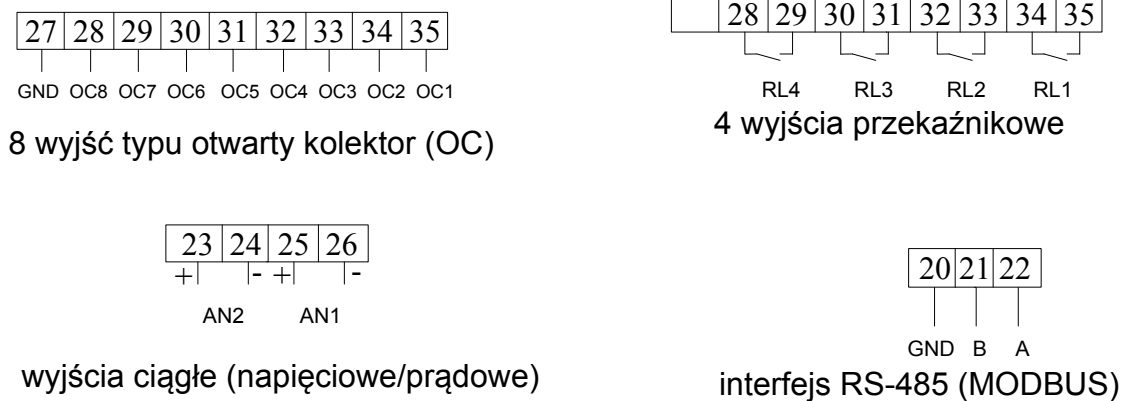 27 28 29 30 31 32 33 34 35
GND OC8 OC7 OC6 OC5 OC4 OC3 OC2 OC1
8 wyjść typu otwarty kolektor (OC)
28 29 30 31 32 33 34 35
RL4 RL3 RL2 RL1
4 wyjścia przekaźnikowe
23 24 25 26
+ - + -
AN2 AN1
wyjścia ciągłe (napięciowe/prądowe)
20 21 22
GND B A
interfejs RS-485 (MODBUS)